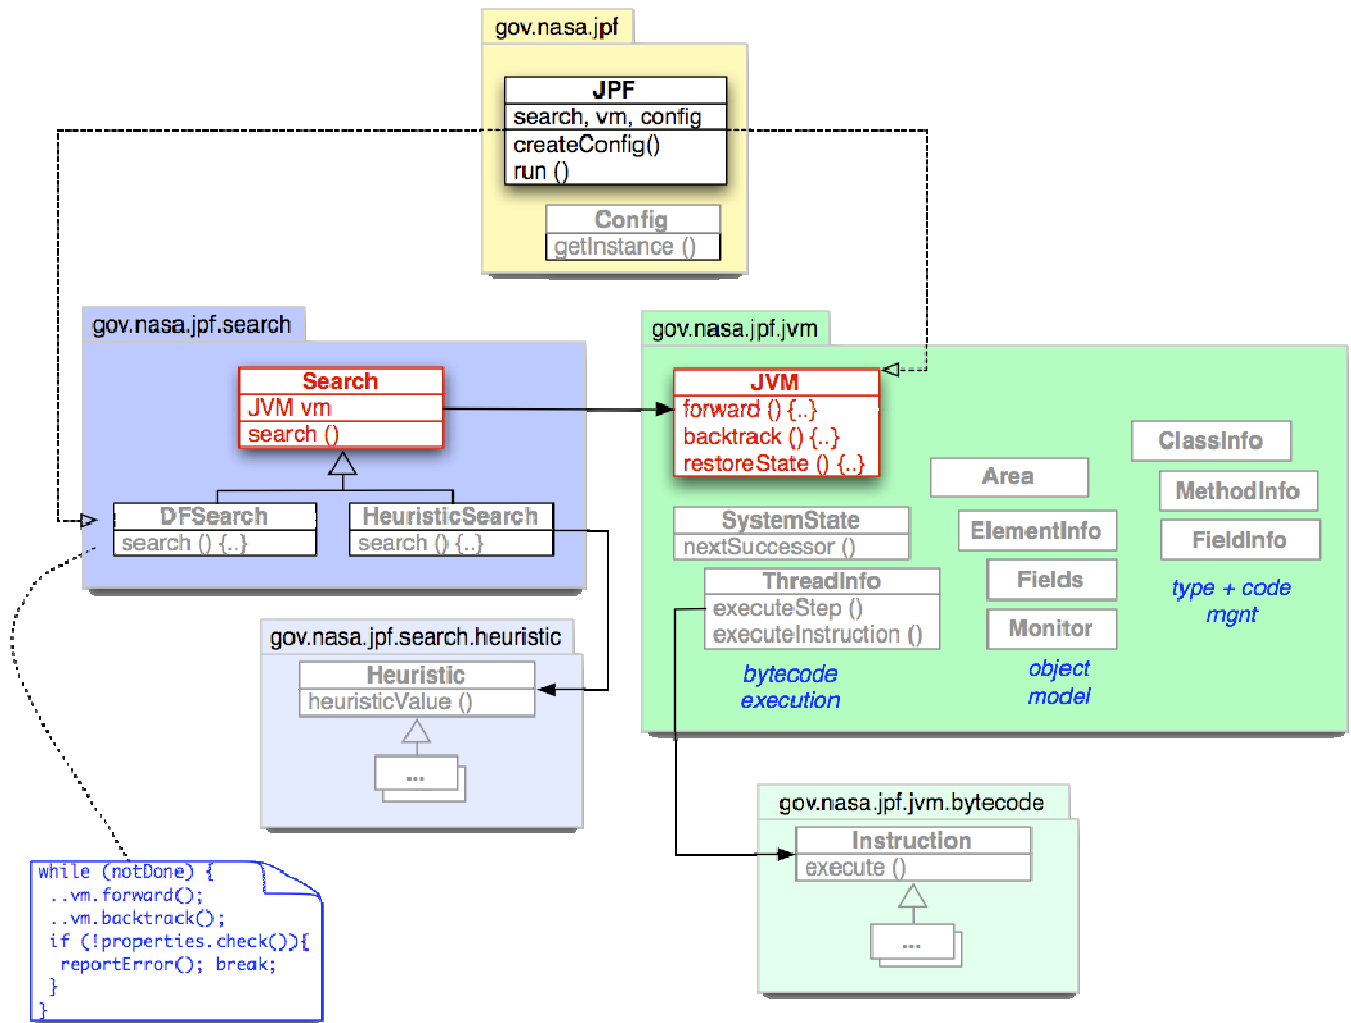 gov.nasa.jpf
JPF
search, vm, config
createConfig()
run ()
Config
getInstance ()
gov.nasa.jpf.search
Search
JVM vm
search ()
DFSearch
search () {..}
HeuristicSearch
search () {..}
gov.nasa.jpf.jvm
JVM
forward () {..}
backtrack () {..}
restoreState () {..}
SystemState
nextSuccessor ()
ThreadInfo
executeStep ()
executeInstruction ()
bytecode
execution
Area
ElementInfo
Fields
Monitor
object
model
ClassInfo
MethodInfo
FieldInfo
type + code
mgnt
gov.nasa.jpf.search.heuristic
Heuristic
heuristicValue ()
...
gov.nasa.jpf.jvm.bytecode
Instruction
execute ()
...
while (notDone) {
..vm.forward();
..vm.backtrack();
if (!properties.check()){
reportError(); break;
}
}